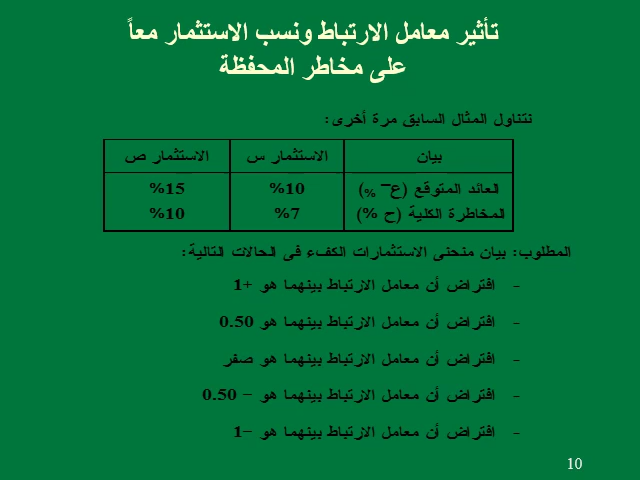 تأثير معامل الارتباط ونسب الاستثمار معاً
على مخاطر المحفظة
نتناول المثال السابق مرة أخرى:
بيان الاستثمار س الاستثمار ص
العائد المتوقع (ع¯ %) 10% 15%
المخاطرة الكلية (ح %) 7% 10%
المطلوب: بيان منحنى الاستثمارات الكفء فى الحالات التالية:
- افتراض أن معامل الارتباط بينهما هو +1
- افتراض أن معامل الارتباط بينهما هو 0.50
- افتراض أن معامل الارتباط بينهما هو صفر
- افتراض أن معامل الارتباط بينهما هو – 0.50
- افتراض أن معامل الارتباط بينهما هو –1
10